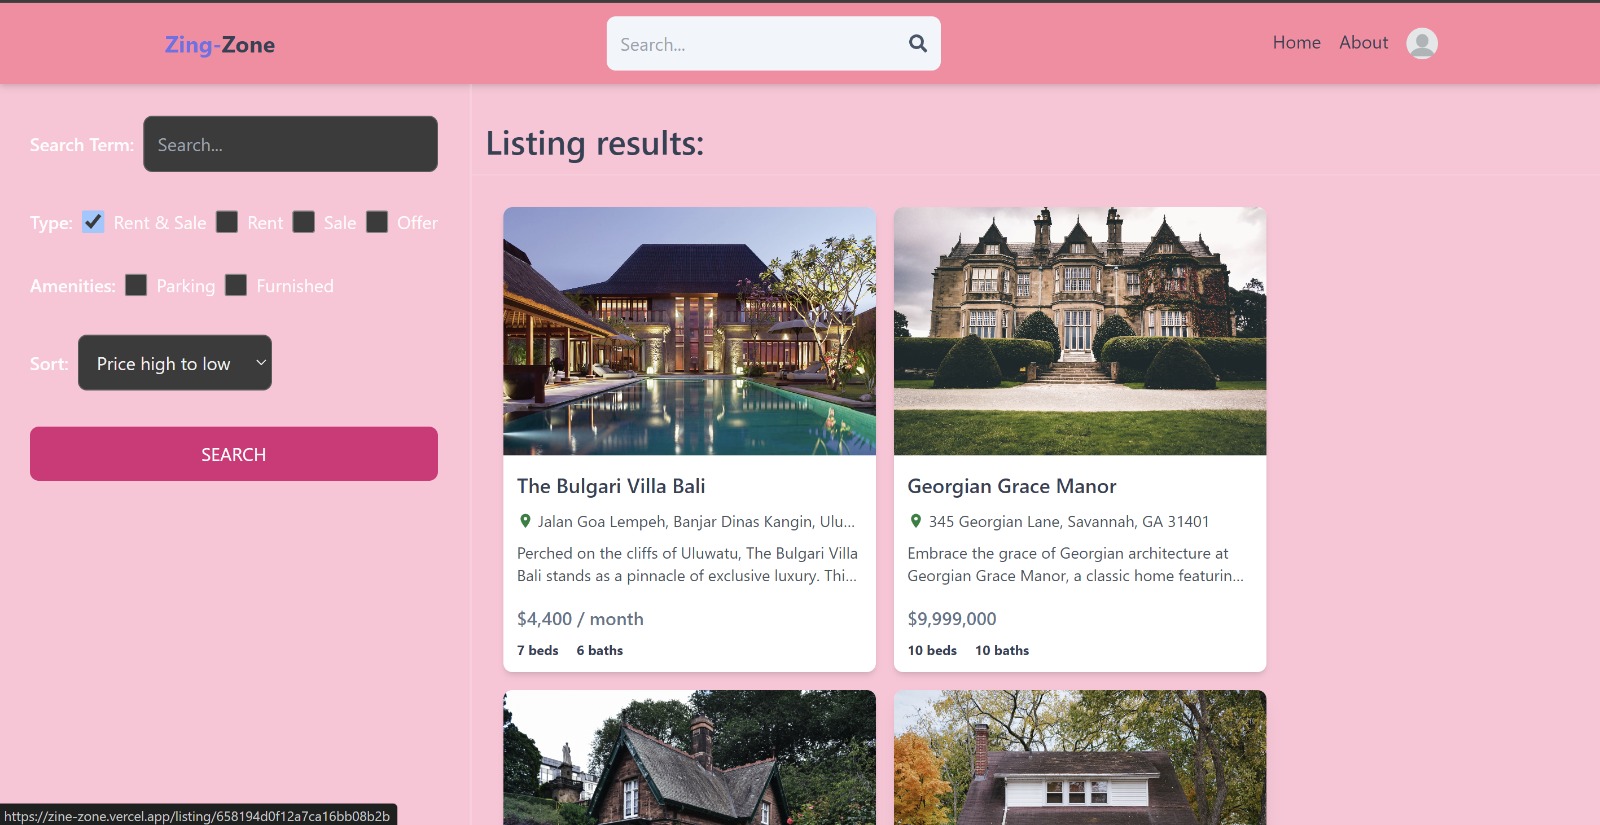 Zing-Zone
Search...
Home About
Search Term: Search...
Type: Rent & Sale Rent Sale Offer
Amenities: Parking Furnished
Sort: Price high to low
SEARCH
Listing results:
The Bulgari Villa Bali
Jalan Goa Lempeh, Banjar Dinas Kangin, Ulu...
Perched on the cliffs of Uluwatu, The Bulgari Villa
Bali stands as a pinnacle of exclusive luxury. Thi...
$4,400 / month
7 beds 6 baths
Georgian Grace Manor
345 Georgian Lane, Savannah, GA 31401
Embrace the grace of Georgian architecture at
Georgian Grace Manor, a classic home featurin...
$9,999,000
10 beds 10 baths
https://zine-zone.vercel.app/listing/658194d0f12a7ca16bb08b2b